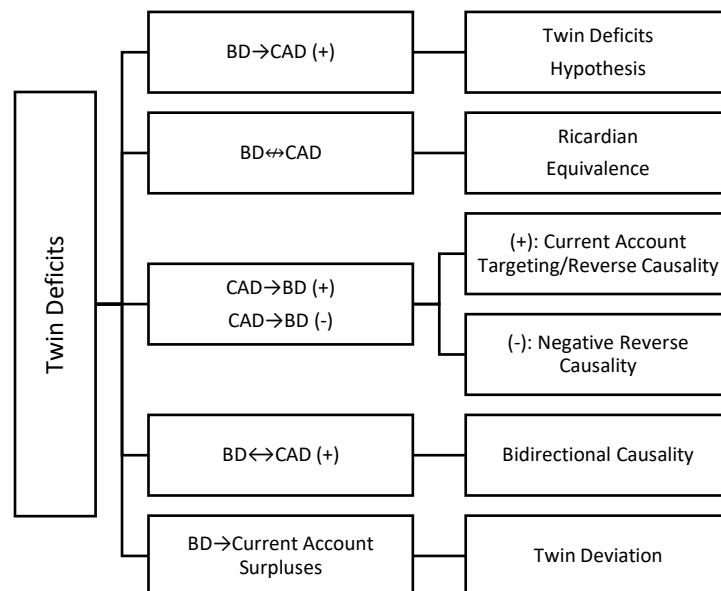 Twin Deficits
BD→CAD (+)
Twin Deficits
Hypothesis
BD↮CAD
Ricardian
Equivalence
CAD→BD (+)
CAD→BD (-)
(+): Current Account
Targeting/Reverse Causality
(-): Negative Reverse
Causality
BD↔CAD (+)
Bidirectional Causality
BD→Current Account
Surpluses
Twin Deviation